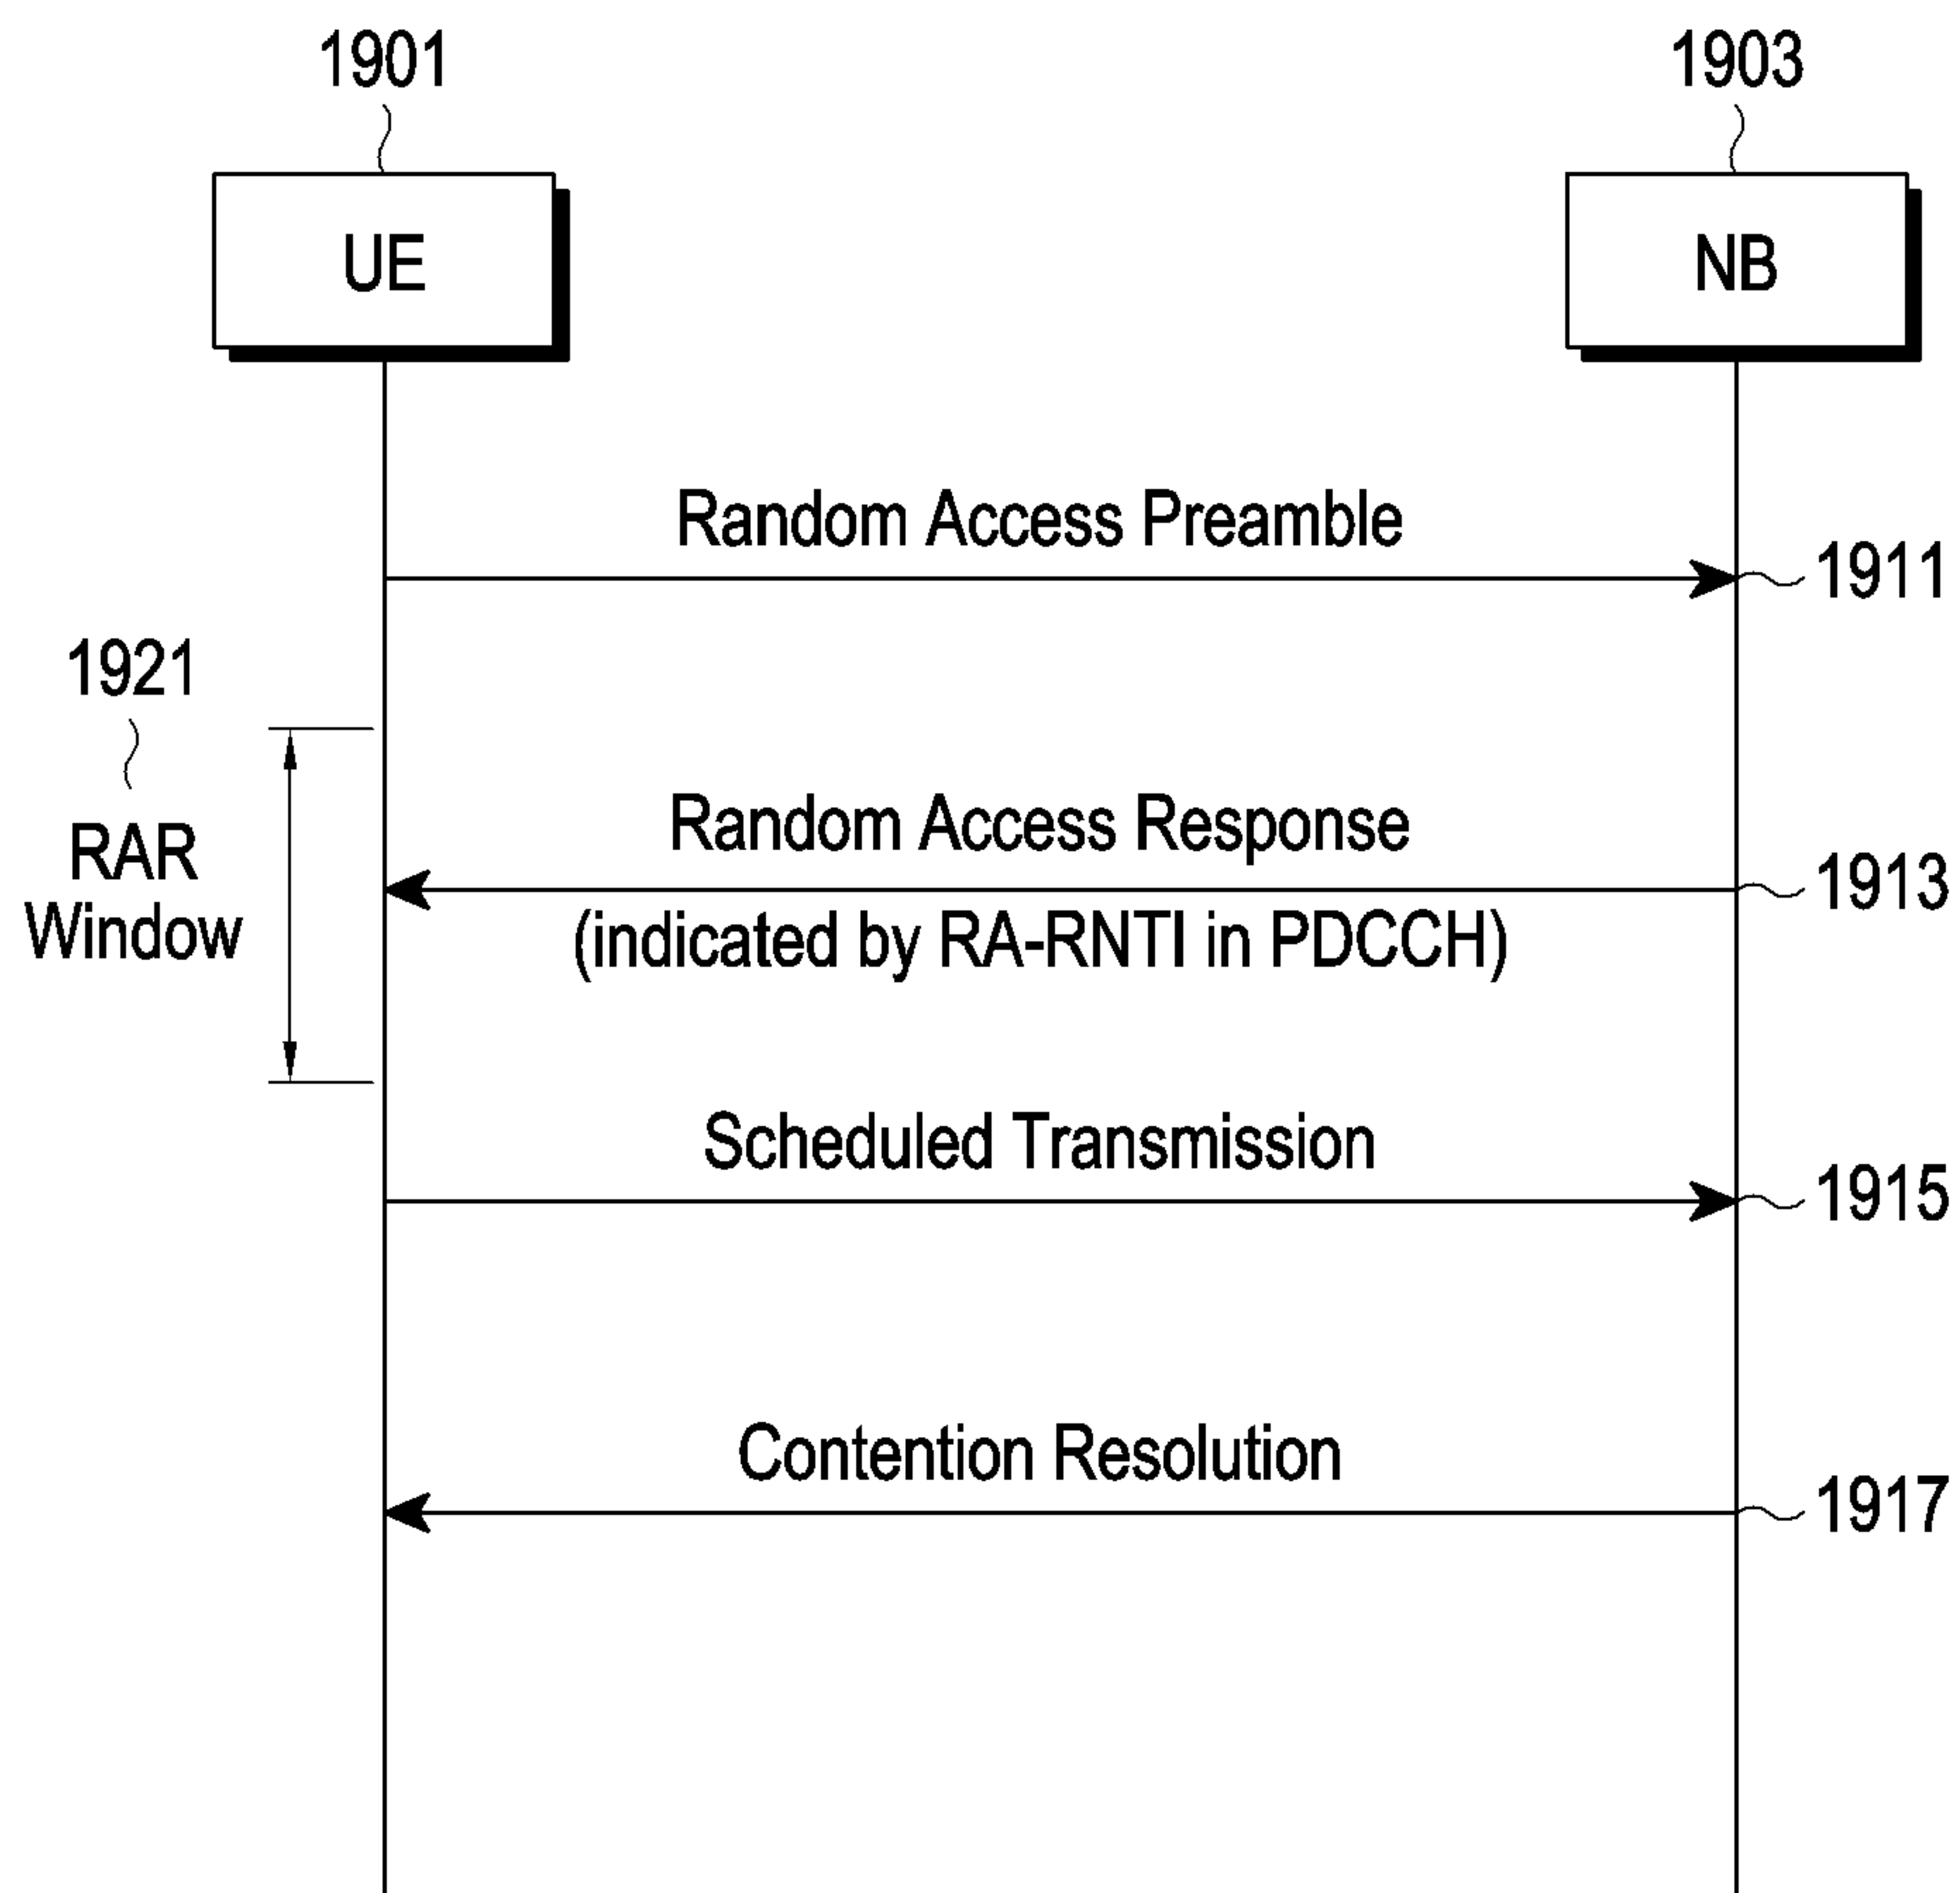 1901
1903
UE
NB
Random Access Preamble
1911
1921
RAR
Window
Random Access Response
1913
(indicated by RA-RNTI in PDCCH)
Scheduled Transmission
1915
Contention Resolution
1917